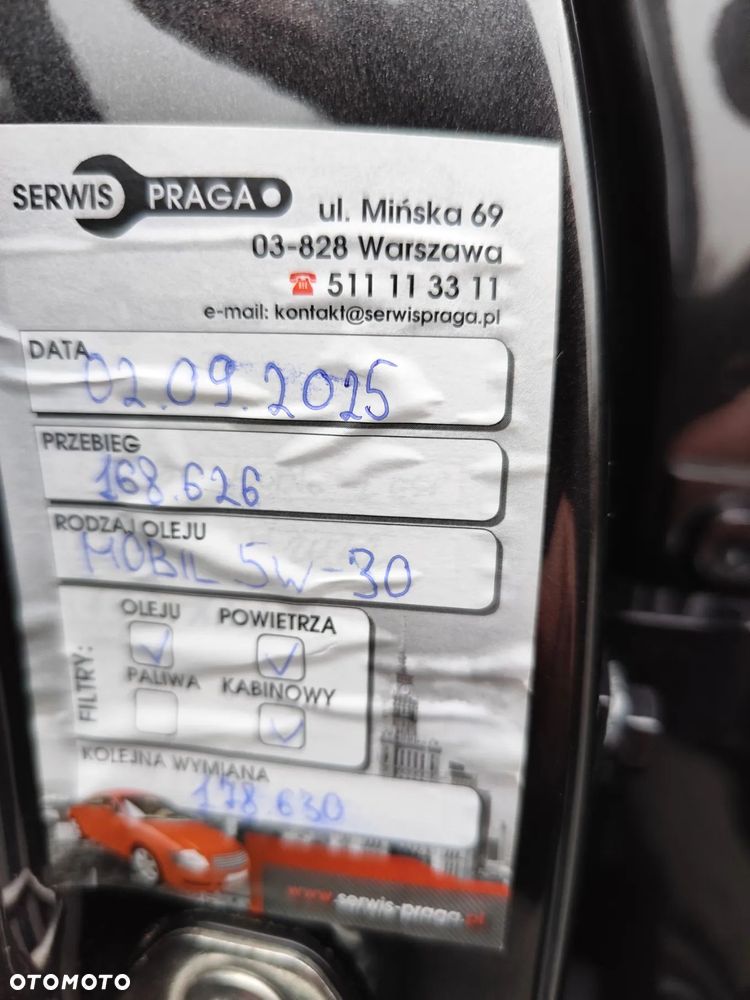 SERWIS PRAGA
ul. Mińska 69
03-828 Warszawa
☎ 511 11 33 11
e-mail: kontakt@serwispraga.pl
DATA
02.09.2025
PRZEBIEG
168.626
RODZAJ OLEJU
MOBIL 5W-30
FILTRY:
OLEJU POWIETRZA
PALIWA KABINOWY
KOLEJNA WYMIANA
178.630
www.serwis-praga.pl
OTOMOTO